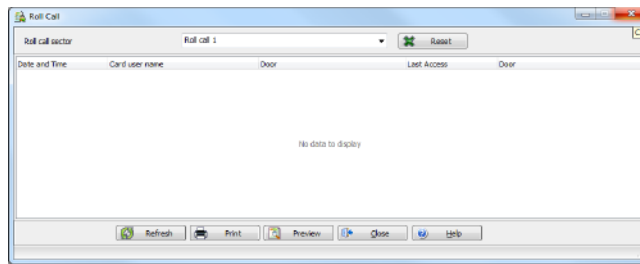 Roll Call
Roll call sector Roll call 1 Reset
Date and Time Card user name Door Last Access Door
No data to display
Refresh Print Preview Close Help